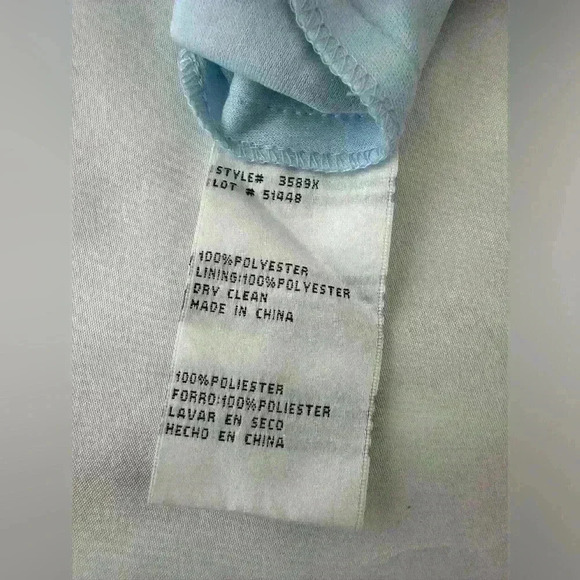 STYLE# 3589X
LOT # 51448
100%POLYESTER
LINING:100%POLYESTER
DRY CLEAN
MADE IN CHINA
100%POLIESTER
FORRO:100%POLIESTER
LAVAR EN SECO
HECHO EN CHINA